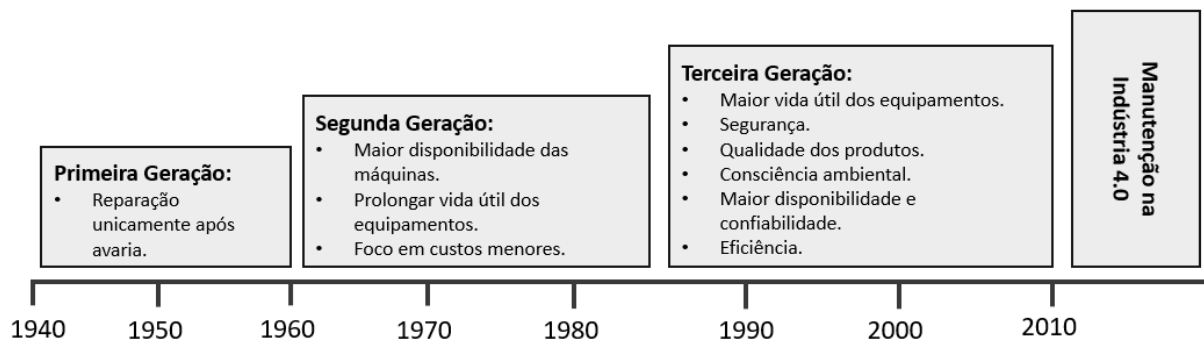 Primeira Geração:
• Reparação
unicamente após
avaria.
Segunda Geração:
• Maior disponibilidade das
máquinas.
• Prolongar vida útil dos
equipamentos.
• Foco em custos menores.
Terceira Geração:
• Maior vida útil dos equipamentos.
• Segurança.
• Qualidade dos produtos.
• Consciência ambiental.
• Maior disponibilidade e
confiabilidade.
• Eficiência.
Manutenção na
Indústria 4.0
1940 1950 1960 1970 1980 1990 2000 2010